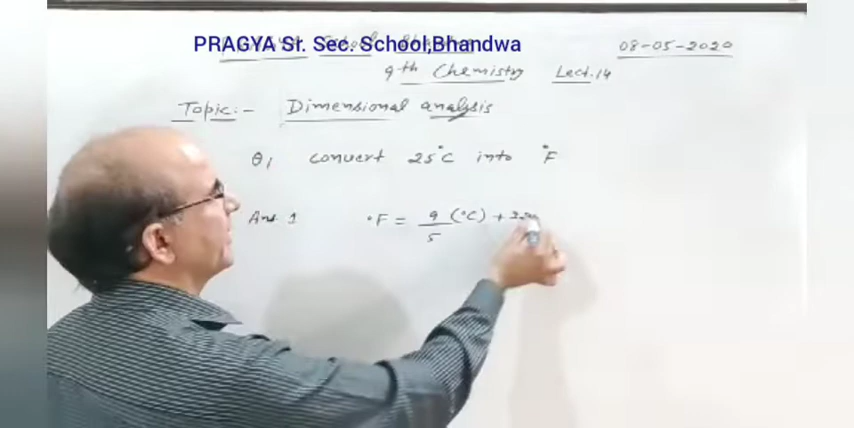 PRAGYA Sr. Sec. School,Bhandwa
08-05-2020
9th Chemistry Lect.14
Topic:- Dimensional analysis
Q1 convert 25°C into °F
Ans. 1 °F = 9/5 (°C) +